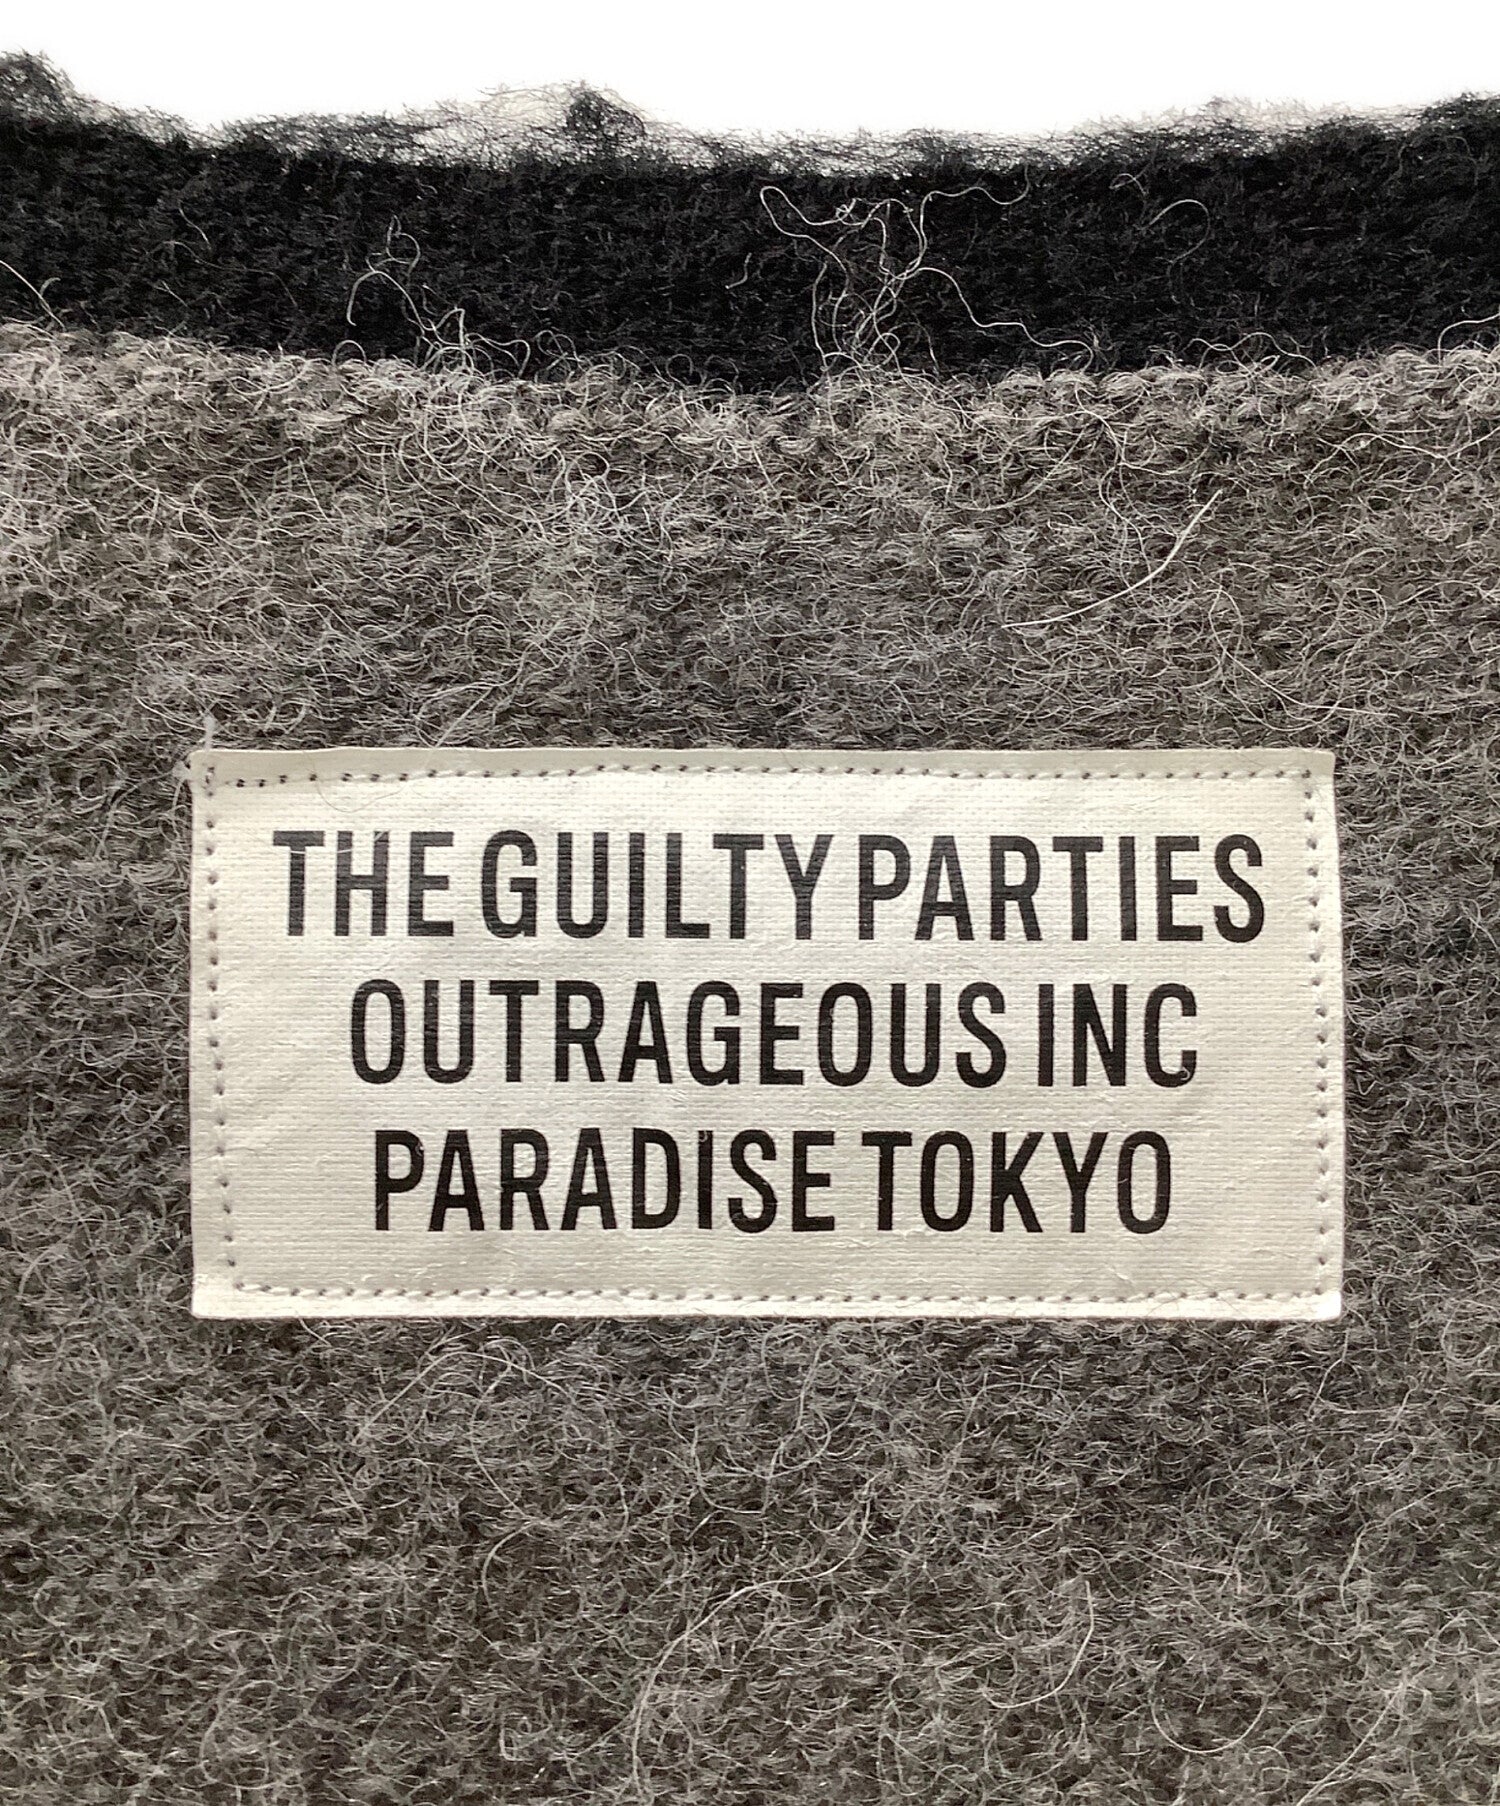 THE GUILTY PARTIES
OUTRAGEOUS INC
PARADISE TOKYO